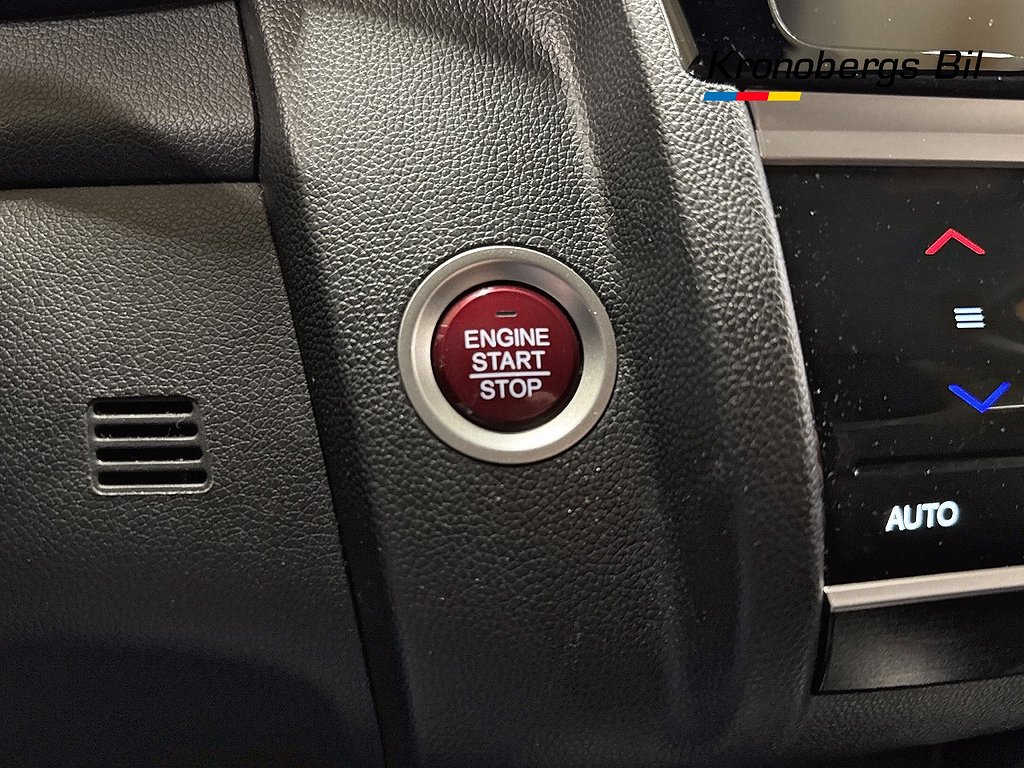 Kronobergs Bil
ENGINE
START
STOP
AUTO